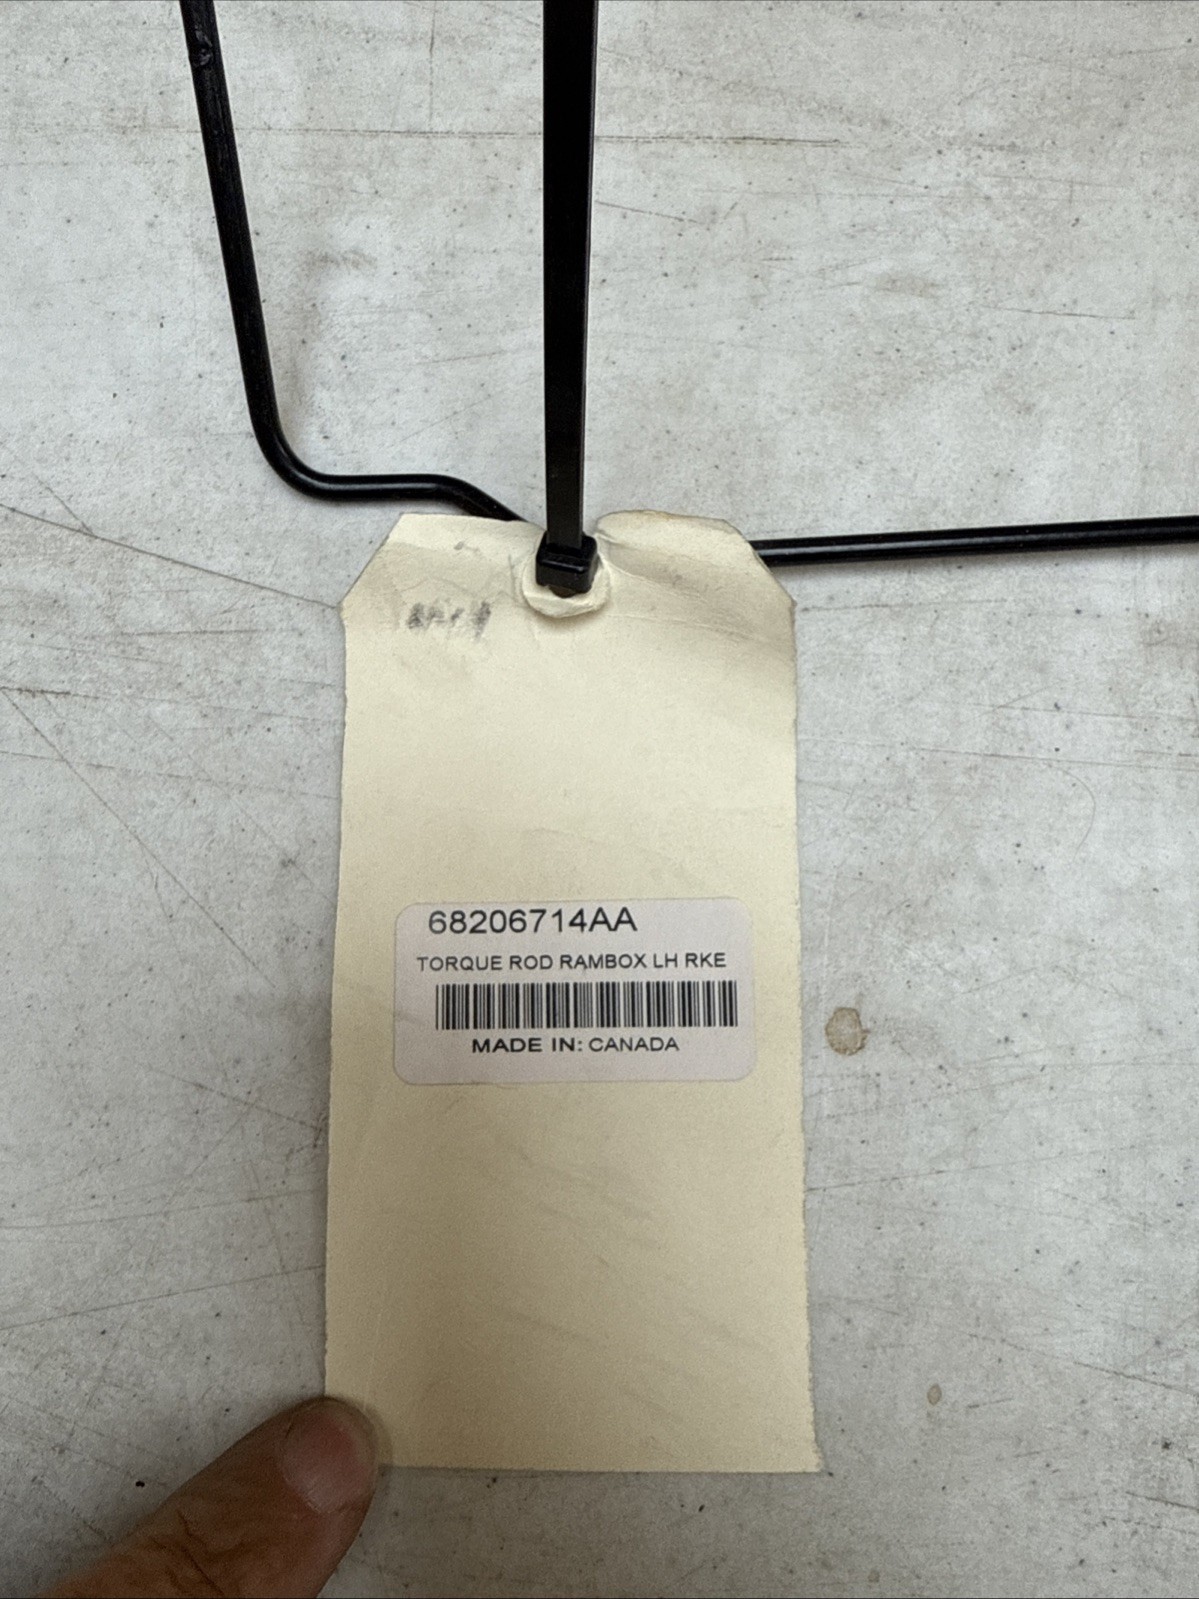 68206714AA
TORQUE ROD RAMBOX LH RKE
MADE IN: CANADA